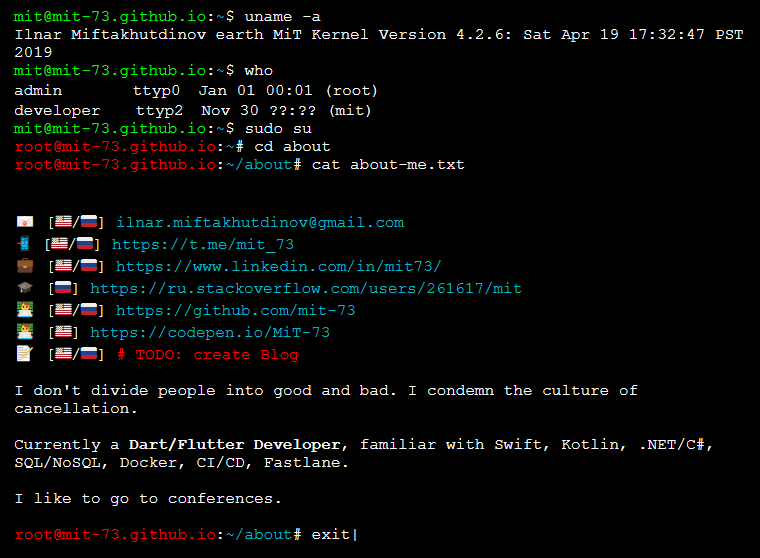 mit@mit-73.github.io:~$ uname -a
Ilnar Miftakhutdinov earth MiT Kernel Version 4.2.6: Sat Apr 19 17:32:47 PST
2019
mit@mit-73.github.io:~$ who
admin       ttyp0  Jan 01 00:01 (root)
developer   ttyp2  Nov 30 ??:?? (mit)
mit@mit-73.github.io:~$ sudo su
root@mit-73.github.io:~# cd about
root@mit-73.github.io:~/about# cat about-me.txt
[🇺🇸/🇷🇺] ilnar.miftakhutdinov@gmail.com
[🇺🇸/🇷🇺] https://t.me/mit_73
[🇺🇸/🇷🇺] https://www.linkedin.com/in/mit73/
[🇷🇺] https://ru.stackoverflow.com/users/261617/mit
[🇺🇸/🇷🇺] https://github.com/mit-73
[🇺🇸] https://codepen.io/MiT-73
[🇺🇸/🇷🇺] # TODO: create Blog
I don't divide people into good and bad. I condemn the culture of
cancellation.
Currently a Dart/Flutter Developer, familiar with Swift, Kotlin, .NET/C#,
SQL/NoSQL, Docker, CI/CD, Fastlane.
I like to go to conferences.
root@mit-73.github.io:~/about# exit|